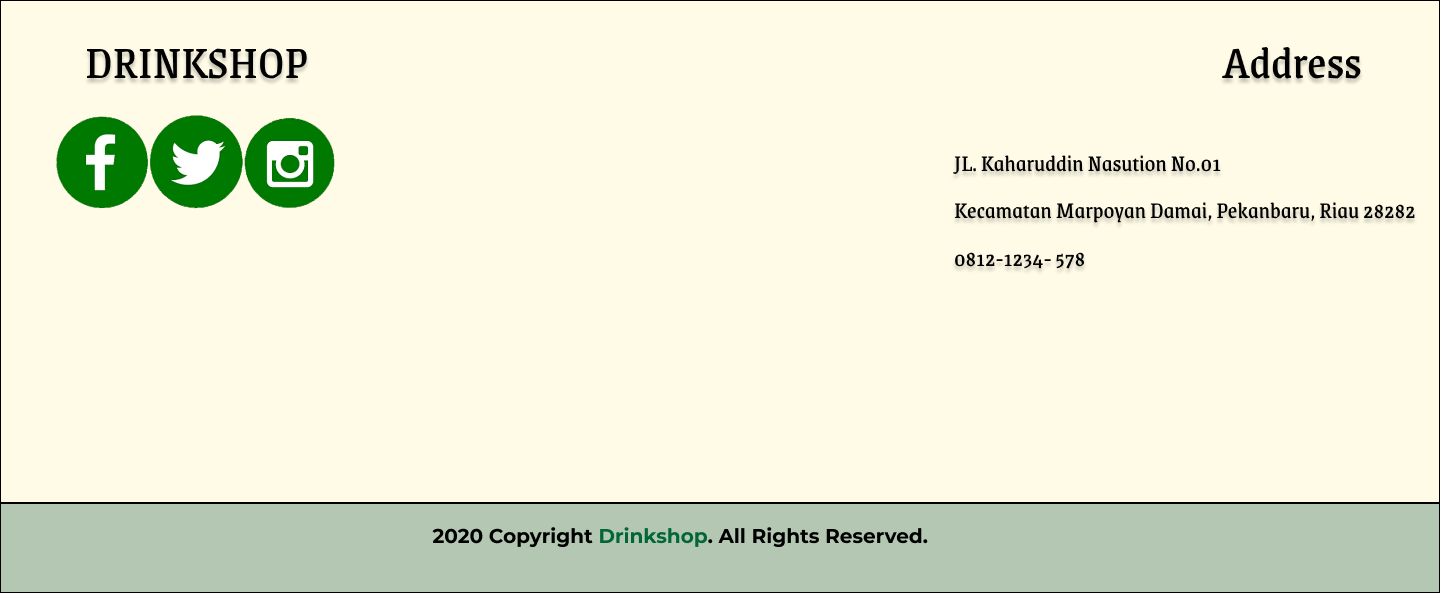 DRINKSHOP
Address
JL. Kaharuddin Nasution No.01
Kecamatan Marpoyan Damai, Pekanbaru, Riau 28282
0812-1234- 578
2020 Copyright Drinkshop. All Rights Reserved.